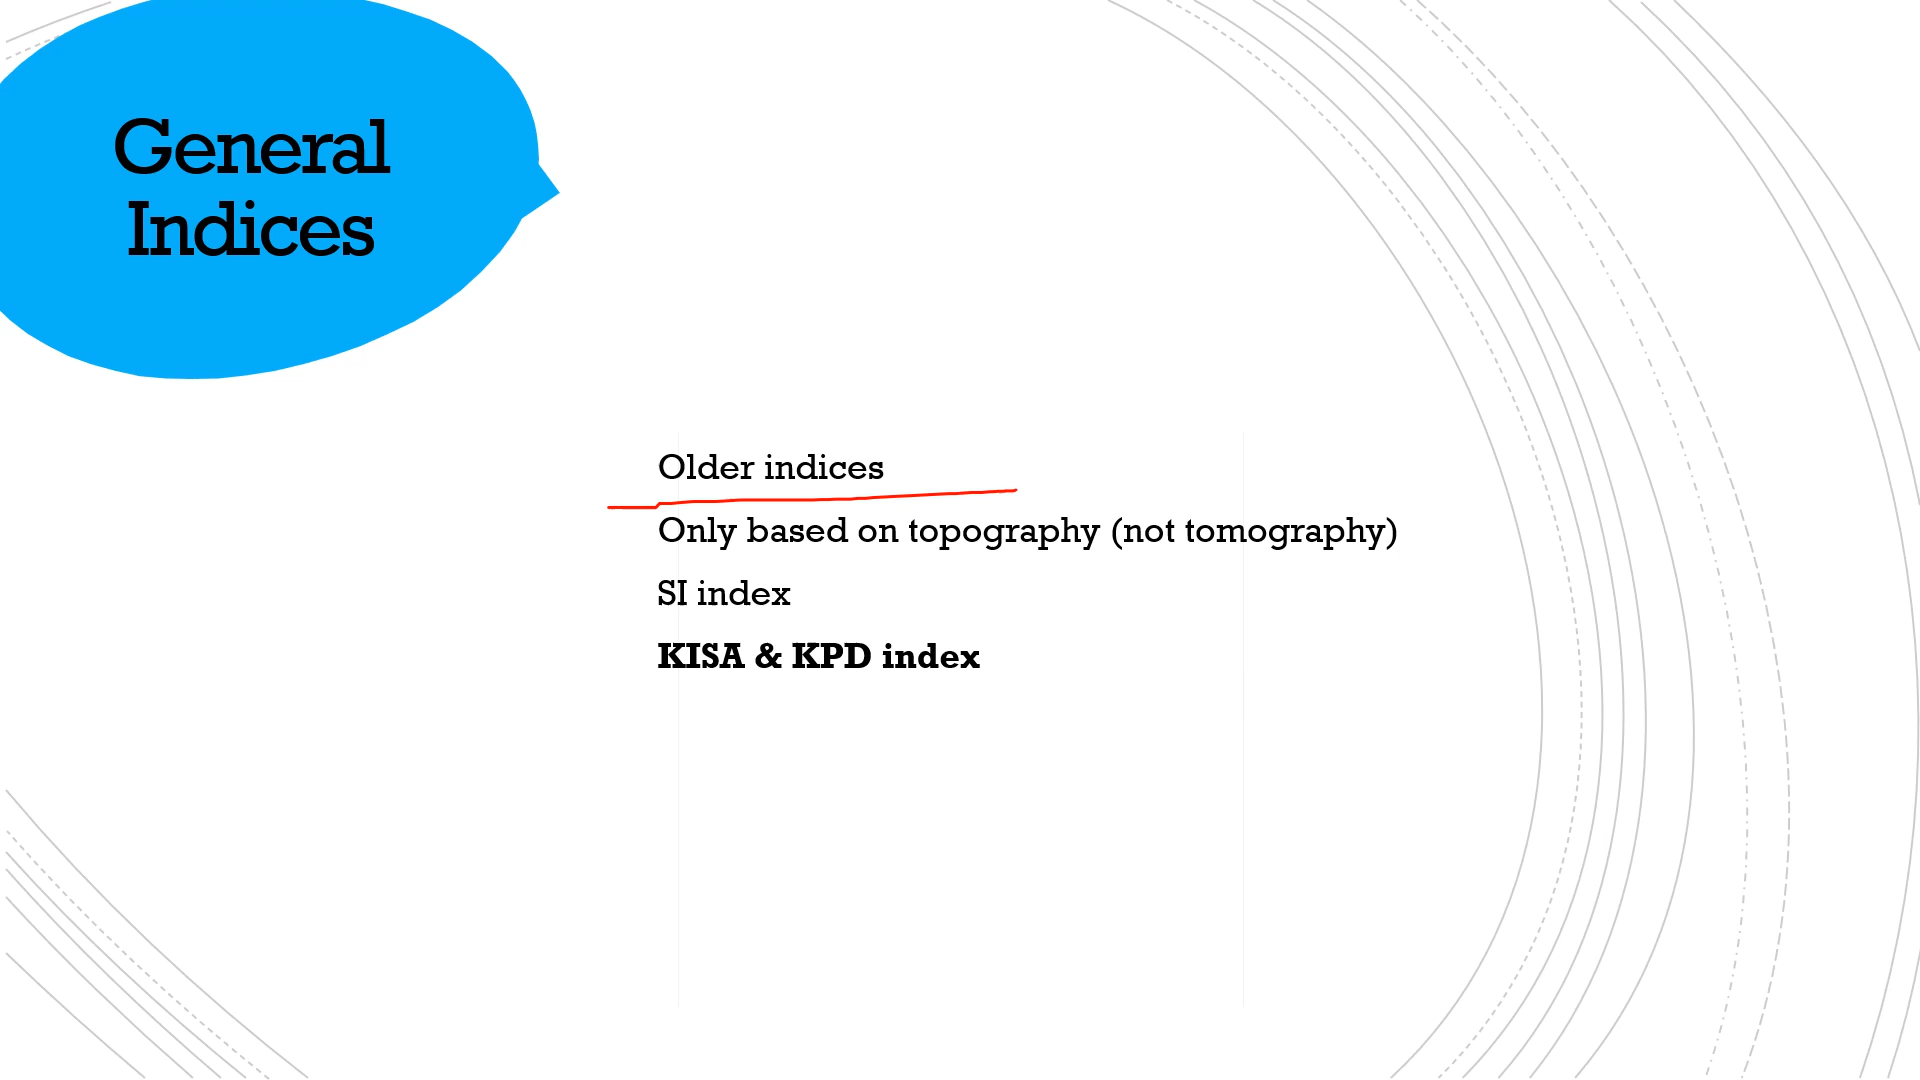 General
Indices
Older indices
Only based on topography (not tomography)
SI index
KISA & KPD index